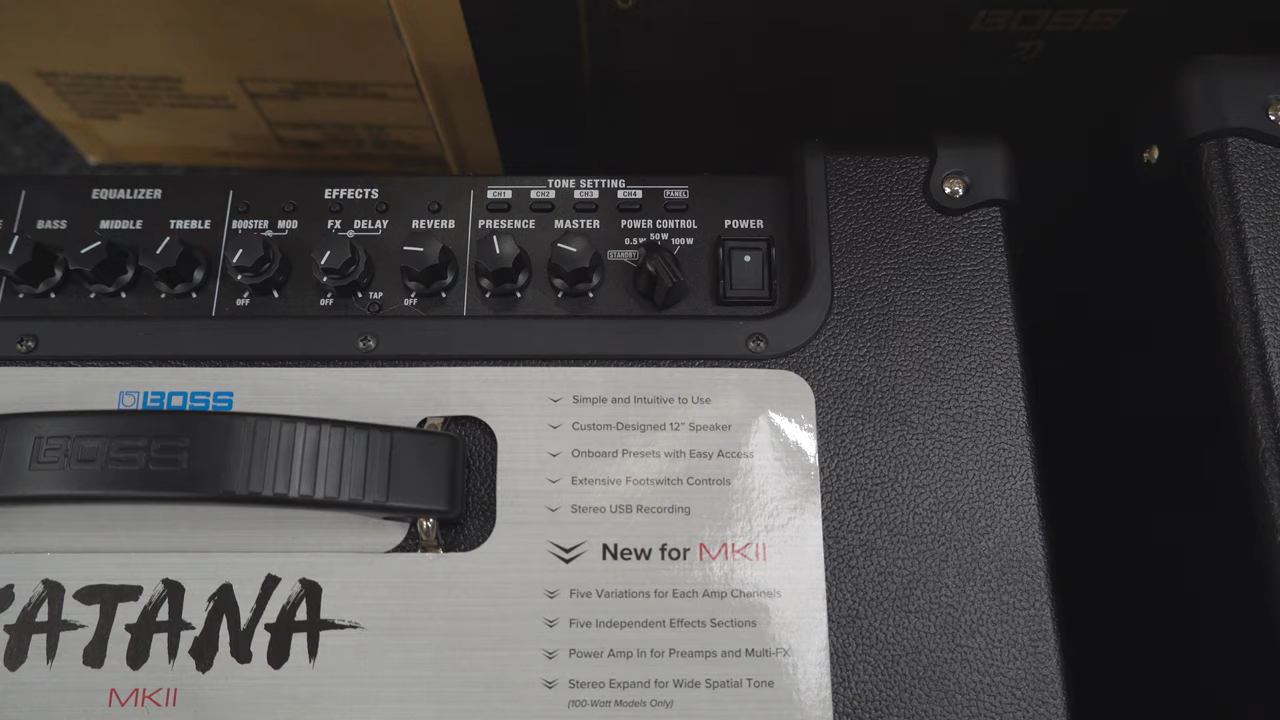 BOSS
TONE SETTING
EQUALIZER
EFFECTS
CH1 CH2 CH3 CH4 PANEL
BASS MIDDLE TREBLE BOOSTER MOD FX DELAY REVERB PRESENCE MASTER POWER CONTROL POWER
0.5W 50W 100W
STANDBY
TAP
OFF OFF OFF
BOSS
BOSS
Simple and Intuitive to Use
Custom-Designed 12" Speaker
Onboard Presets with Easy Access
Extensive Footswitch Controls
Stereo USB Recording
New for MKII
Five Variations for Each Amp Channels
Five Independent Effects Sections
Power Amp In for Preamps and Multi-FX
Stereo Expand for Wide Spatial Tone
(100-Watt Models Only)
KATANA
MKII